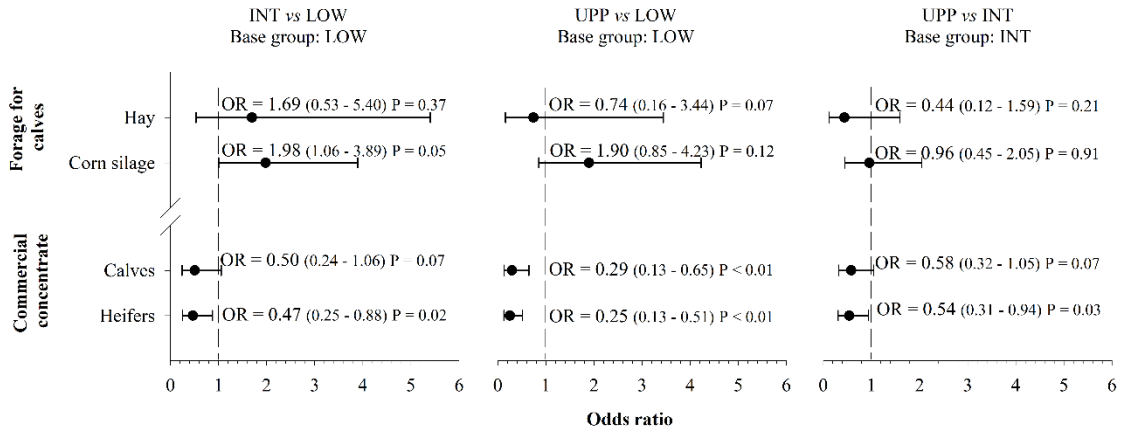 INT vs LOW
Base group: LOW
UPP vs LOW
Base group: LOW
UPP vs INT
Base group: INT
Forage for
calves
Hay
OR = 1.69 (0.53 - 5.40) P = 0.37
OR = 0.74 (0.16 - 3.44) P = 0.07
OR = 0.44 (0.12 - 1.59) P = 0.21
Corn silage
OR = 1.98 (1.06 - 3.89) P = 0.05
OR = 1.90 (0.85 - 4.23) P = 0.12
OR = 0.96 (0.45 - 2.05) P = 0.91
Commercial
concentrate
Calves
OR = 0.50 (0.24 - 1.06) P = 0.07
OR = 0.29 (0.13 - 0.65) P < 0.01
OR = 0.58 (0.32 - 1.05) P = 0.07
Heifers
OR = 0.47 (0.25 - 0.88) P = 0.02
OR = 0.25 (0.13 - 0.51) P < 0.01
OR = 0.54 (0.31 - 0.94) P = 0.03
0 1 2 3 4 5 6
0 1 2 3 4 5 6
0 1 2 3 4 5 6
Odds ratio